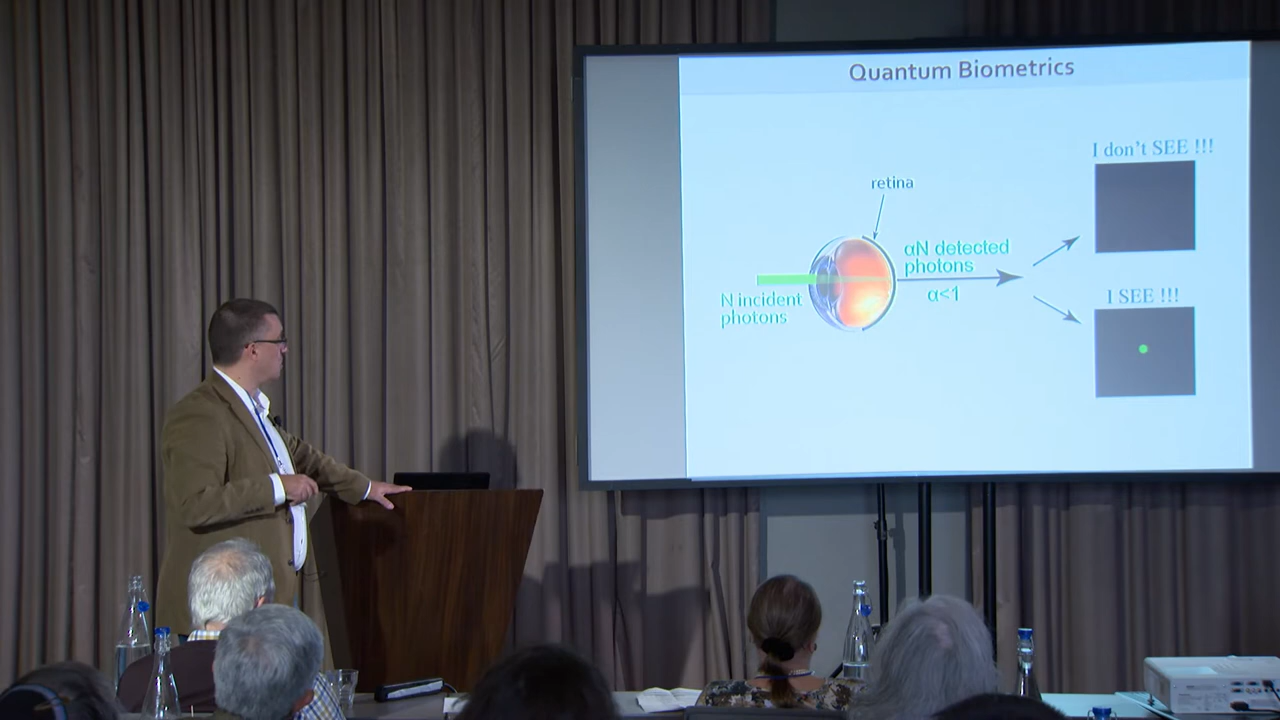 Quantum Biometrics
I don't SEE !!!
retina
αN detected
photons
α<1
N incident
photons
I SEE !!!